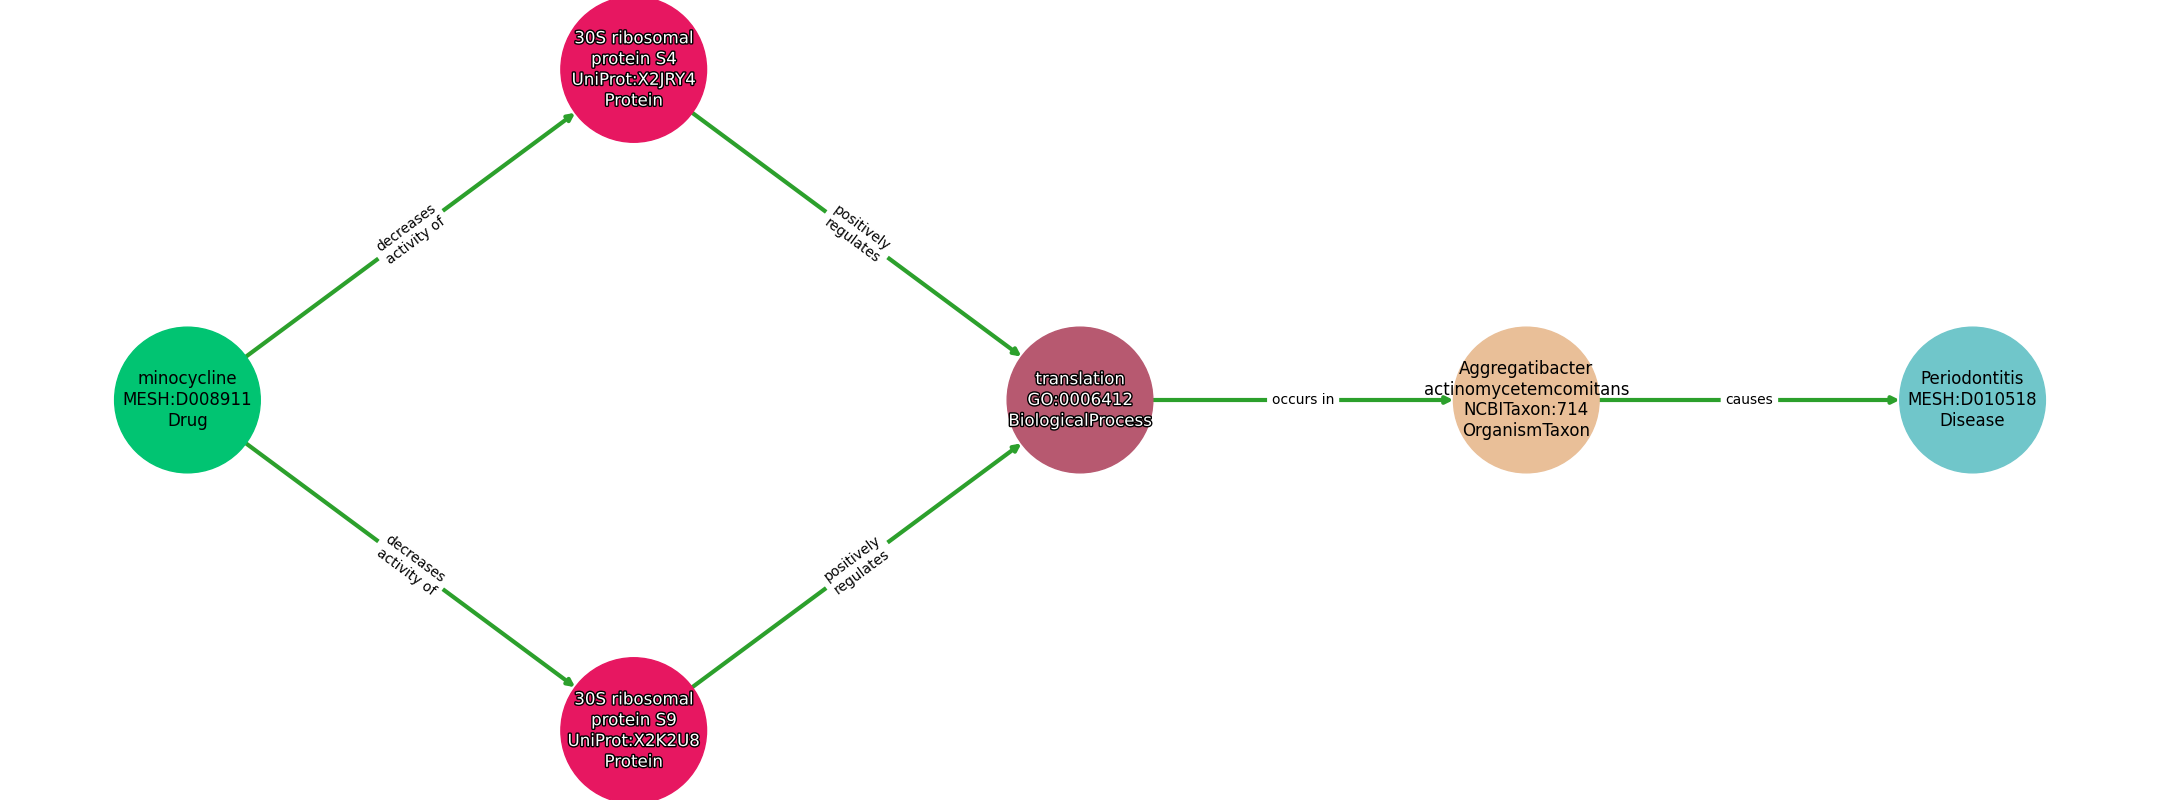 30S ribosomal
protein S4
UniProt:X2JRY4
Protein
decreases
activity of
positively
regulates
minocycline
MESH:D008911
Drug
translation
GO:0006412
BiologicalProcess
occurs in
Aggregatibacter
actinomycetemcomitans
NCBITaxon:714
OrganismTaxon
causes
Periodontitis
MESH:D010518
Disease
decreases
activity of
positively
regulates
30S ribosomal
protein S9
UniProt:X2K2U8
Protein